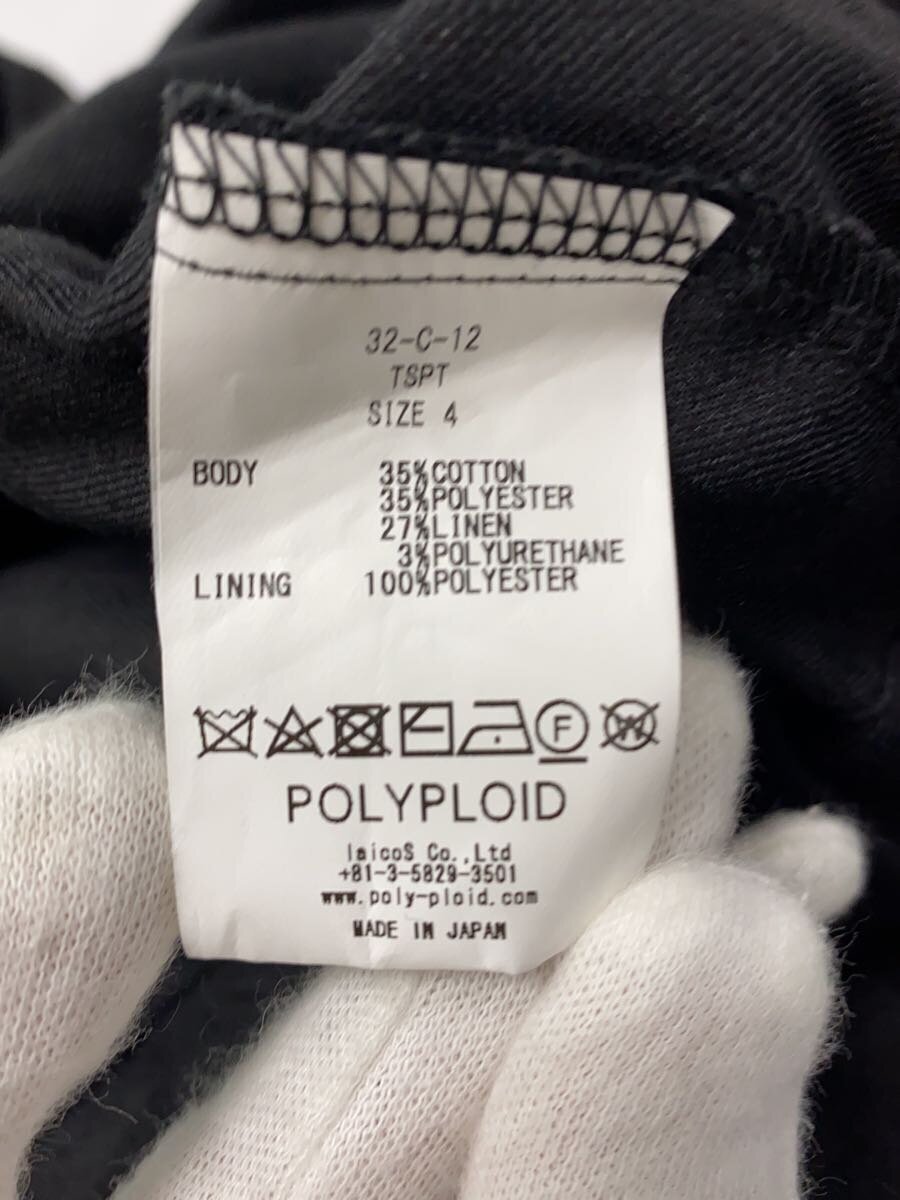 32-C-12
TSPT
SIZE 4
BODY 35%COTTON
35%POLYESTER
27%LINEN
3%POLYURETHANE
LINING 100%POLYESTER
F W
POLYPLOID
laicoS Co.,Ltd
+81-3-5829-3501
www.poly-ploid.com
MADE IN JAPAN